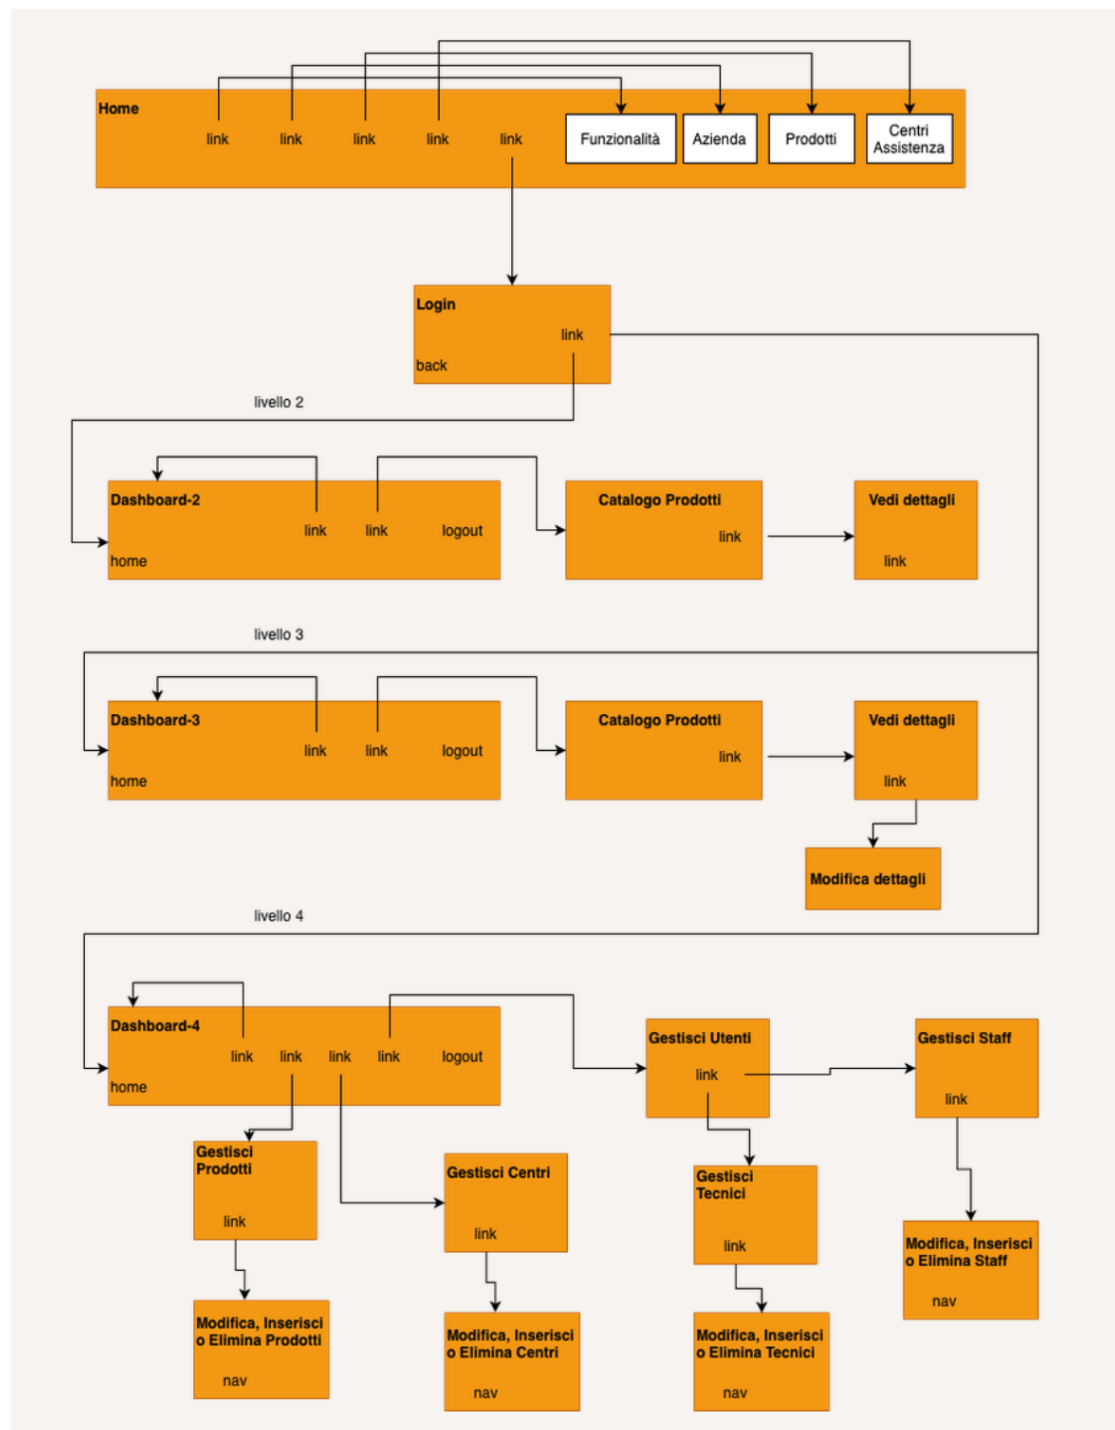 Home
link
link
link
link
link
Funzionalità
Azienda
Prodotti
Centri
Assistenza
Login
link
back
livello 2
Dashboard-2
link
link
logout
home
Catalogo Prodotti
link
Vedi dettagli
link
livello 3
Dashboard-3
link
link
logout
home
Catalogo Prodotti
link
Vedi dettagli
link
Modifica dettagli
livello 4
Dashboard-4
link
link
link
link
logout
home
Gestisci Utenti
link
Gestisci Staff
link
Gestisci
Prodotti
link
Gestisci Centri
link
Gestisci
Tecnici
link
Modifica, Inserisci
o Elimina Staff
nav
Modifica, Inserisci
o Elimina Prodotti
nav
Modifica, Inserisci
o Elimina Centri
nav
Modifica, Inserisci
o Elimina Tecnici
nav